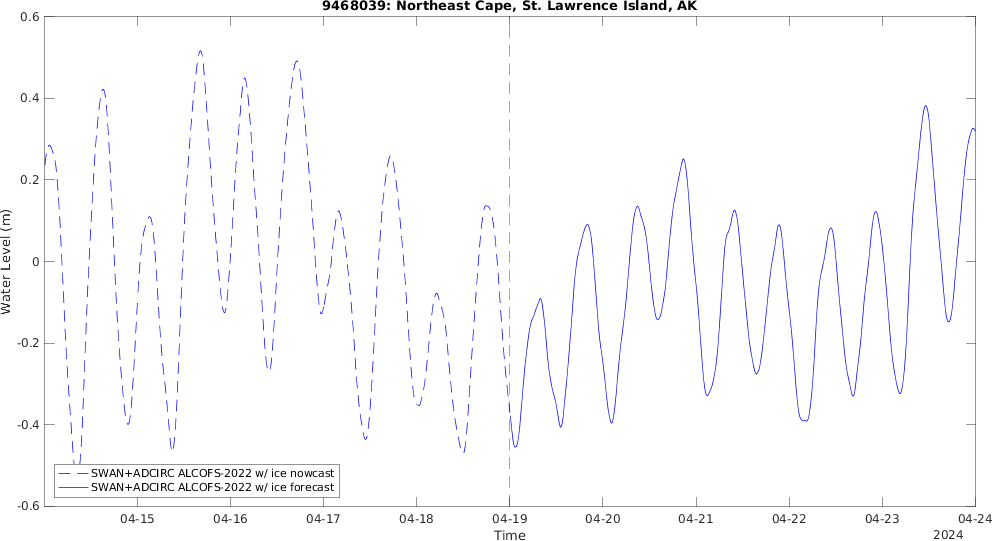 9468039: Northeast Cape, St. Lawrence Island, AK
0.6
0.4
0.2
0
-0.2
-0.4
-0.6
Water Level (m)
SWAN+ADCIRC ALCOFS-2022 w/ ice nowcast
SWAN+ADCIRC ALCOFS-2022 w/ ice forecast
04-15 04-16 04-17 04-18 04-19 04-20 04-21 04-22 04-23 04-24
Time
2024